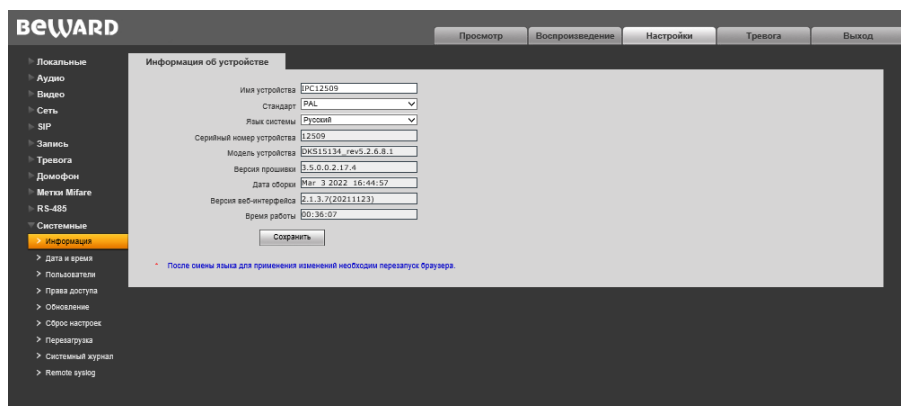 BEWARD
Просмотр Воспроизведение Настройки Тревога Выход
Локальные
Аудио
Видео
Сеть
SIP
Запись
Тревога
Домофон
Метки Mifare
RS-485
Системные
Информация
Дата и время
Пользователи
Права доступа
Обновление
Сброс настроек
Перезагрузка
Системный журнал
Remote syslog
Информация об устройстве
Имя устройства IPC12509
Стандарт PAL
Язык системы Русский
Серийный номер устройства 12509
Модель устройства DKS15134_rev5.2.6.8.1
Версия прошивки 3.5.0.0.2.17.4
Дата сборки Mar 3 2022 16:44:57
Версия веб-интерфейса 2.1.3.7(20211123)
Время работы 00:36:07
Сохранить
* После смены языка для применения изменений необходим перезапуск браузера.